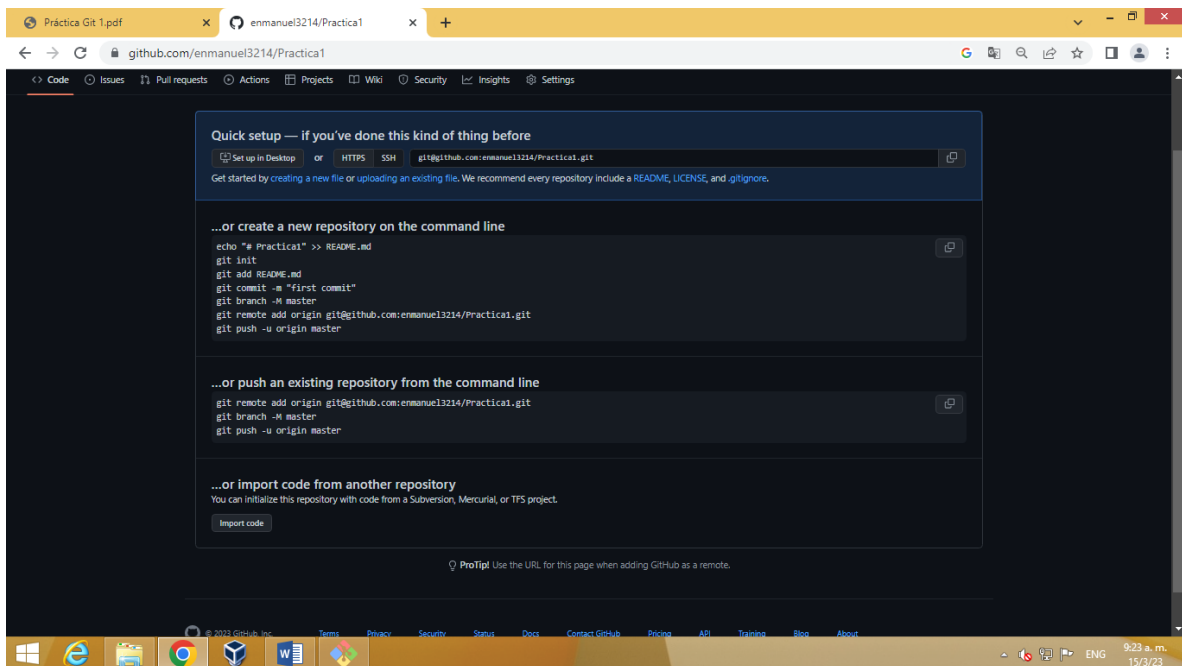 Práctica Git 1.pdf
enmanuel3214/Practica1
github.com/enmanuel3214/Practica1
Code Issues Pull requests Actions Projects Wiki Security Insights Settings
Quick setup — if you've done this kind of thing before
Set up in Desktop or HTTPS SSH git@github.com:enmanuel3214/Practica1.git
Get started by creating a new file or uploading an existing file. We recommend every repository include a README, LICENSE, and .gitignore.
...or create a new repository on the command line
echo "# Practica1" >> README.md
git init
git add README.md
git commit -m "first commit"
git branch -M master
git remote add origin git@github.com:enmanuel3214/Practica1.git
git push -u origin master
...or push an existing repository from the command line
git remote add origin git@github.com:enmanuel3214/Practica1.git
git branch -M master
git push -u origin master
...or import code from another repository
You can initialize this repository with code from a Subversion, Mercurial, or TFS project.
Import code
ProTip! Use the URL for this page when adding GitHub as a remote.
© 2023 GitHub, Inc. Terms Privacy Security Status Docs Contact GitHub Pricing API Training Blog About
ENG
9:23 a. m.
15/3/23